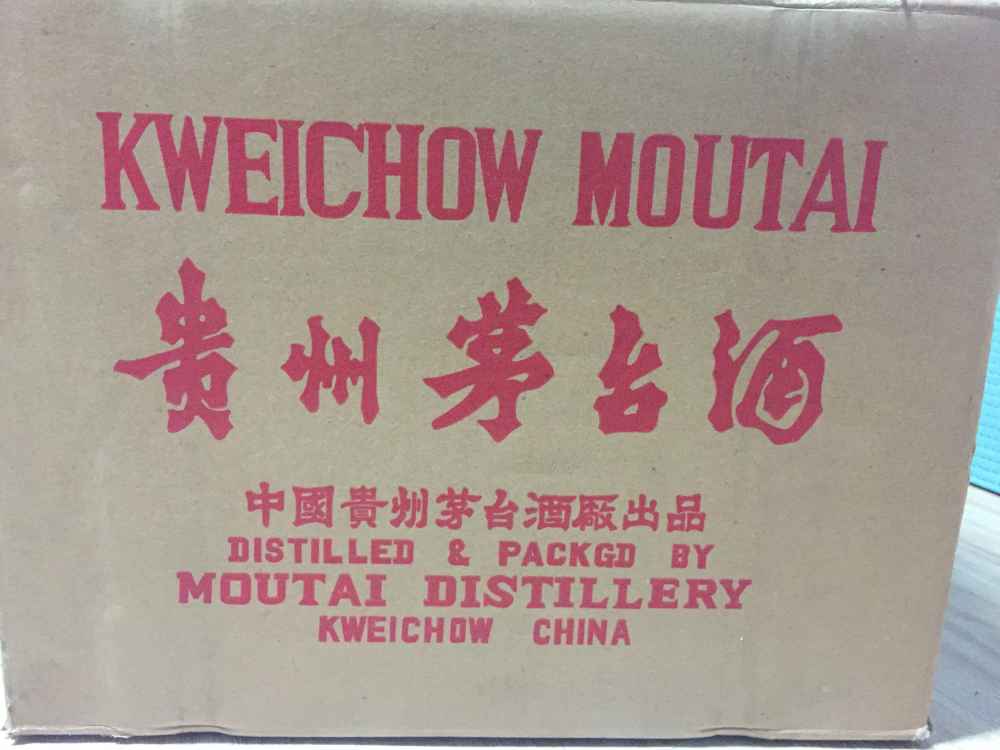 KWEICHOW MOUTAI
贵州茅台酒
中國貴州茅台酒厰出品
DISTILLED & PACKGD BY
MOUTAI DISTILLERY
KWEICHOW CHINA